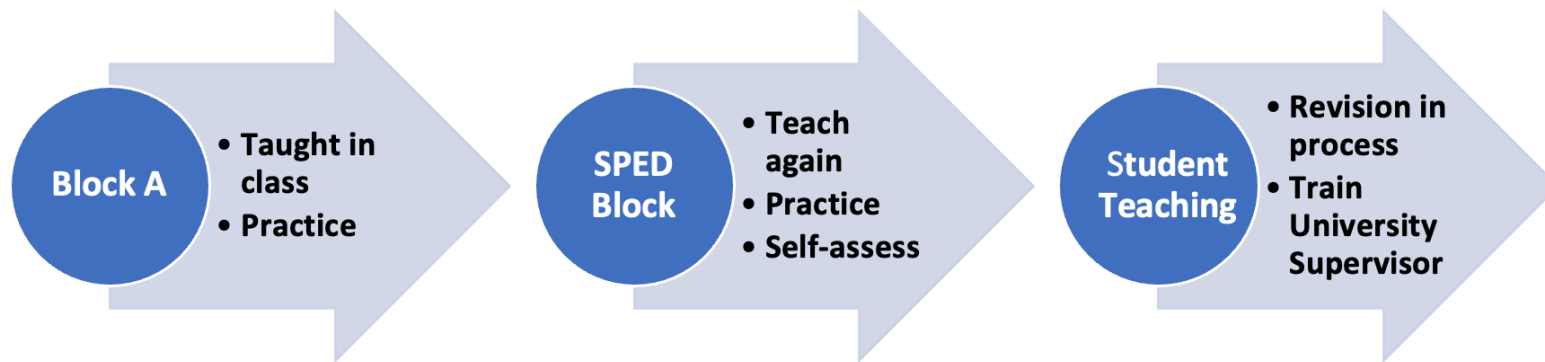 Block A
• Taught in
class
• Practice
SPED
Block
• Teach
again
• Practice
• Self-assess
Student
Teaching
• Revision in
process
• Train
University
Supervisor